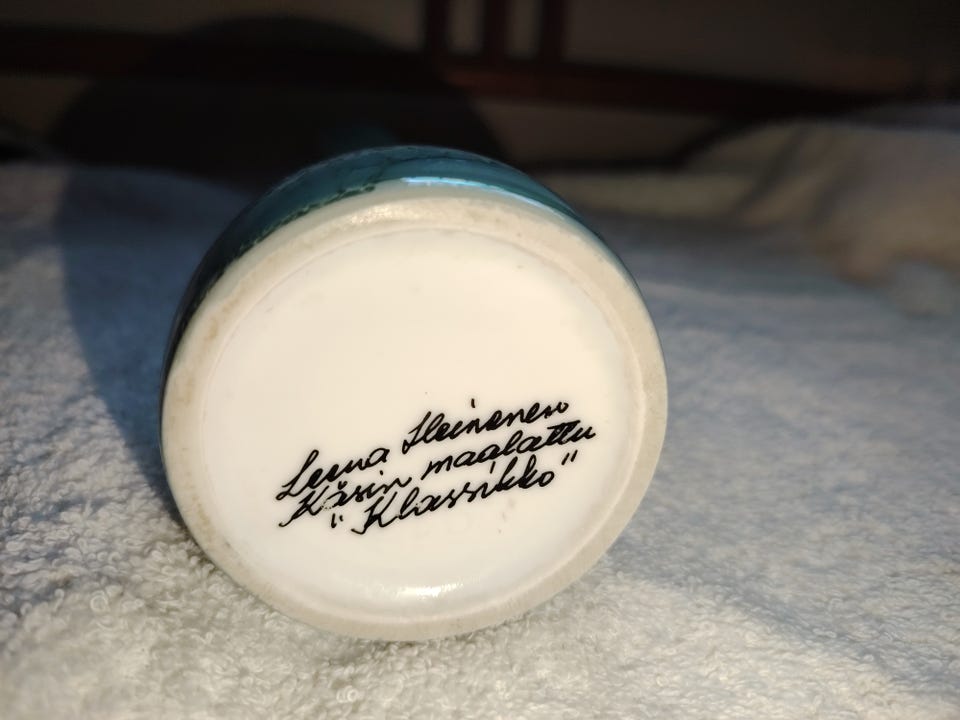 Leena Heinonen
Käsin maalattu
"Klassikko"